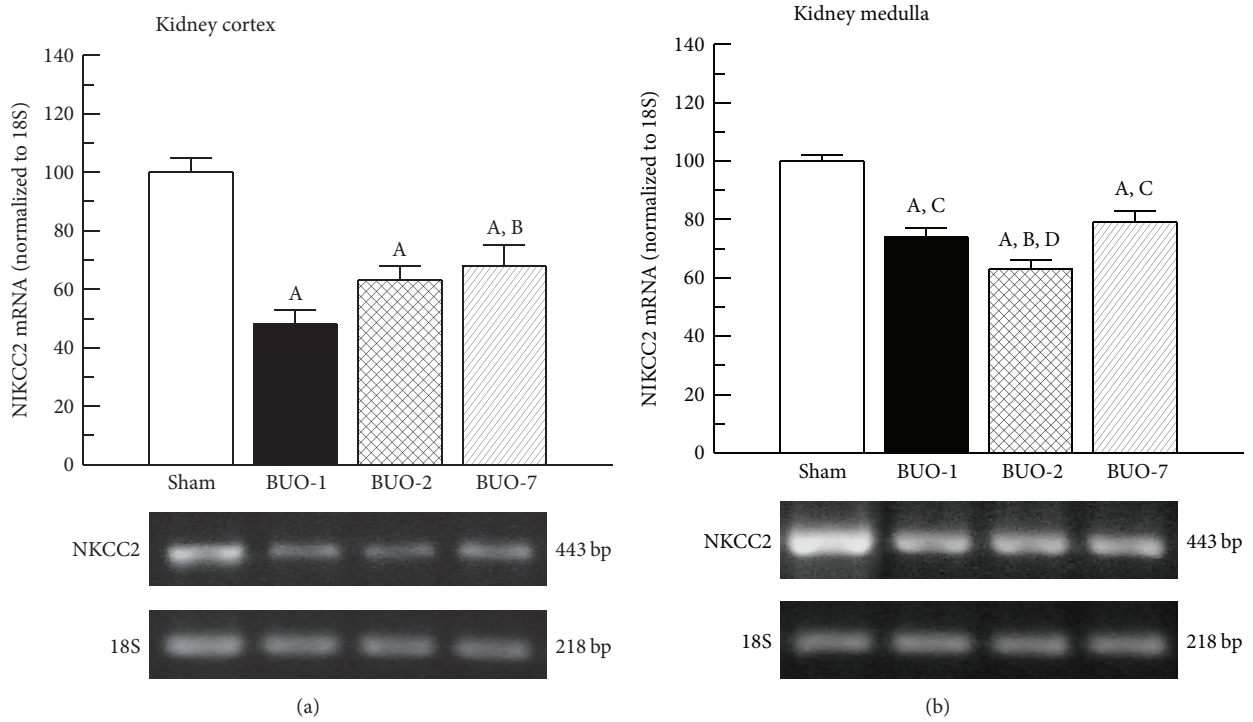 Kidney cortex
NIKCC2 mRNA (normalized to 18S)
140
120
100
80
60
40
20
0
A
A
A, B
Sham BUO-1 BUO-2 BUO-7
NKCC2 443 bp
18S 218 bp
(a)
Kidney medulla
NIKCC2 mRNA (normalized to 18S)
140
120
100
80
60
40
20
0
A, C
A, B, D
A, C
Sham BUO-1 BUO-2 BUO-7
NKCC2 443 bp
18S 218 bp
(b)